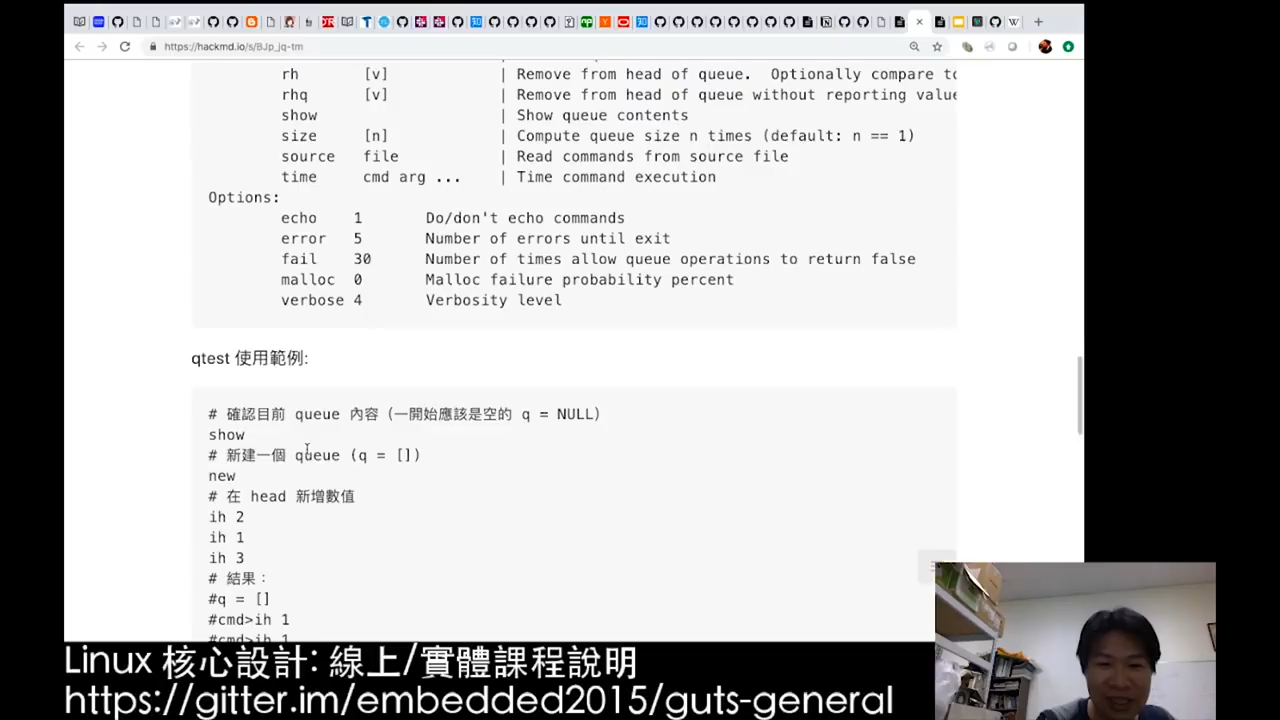 https://hackmd.io/s/BJp_jq-tm
rh [v] | Remove from head of queue. Optionally compare to
rhq [v] | Remove from head of queue without reporting value
show | Show queue contents
size [n] | Compute queue size n times (default: n == 1)
source file | Read commands from source file
time cmd arg ... | Time command execution
Options:
echo 1 Do/don't echo commands
error 5 Number of errors until exit
fail 30 Number of times allow queue operations to return false
malloc 0 Malloc failure probability percent
verbose 4 Verbosity level
qtest 使用範例:
# 確認目前 queue 內容 (一開始應該是空的 q = NULL)
show
# 新建一個 queue (q = [])
new
# 在 head 新增數值
ih 2
ih 1
ih 3
# 結果：
#q = []
#cmd>ih 1
#cmd>ih 1
Linux 核心設計: 線上/實體課程說明
https://gitter.im/embedded2015/guts-general